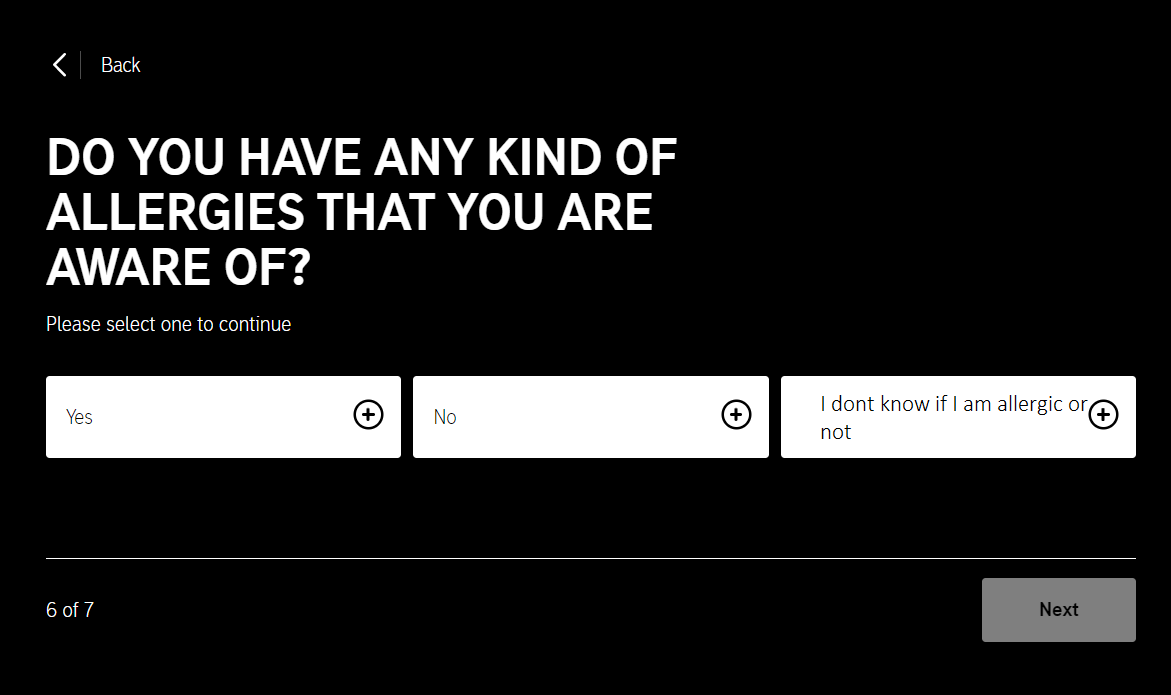 Back
DO YOU HAVE ANY KIND OF
ALLERGIES THAT YOU ARE
AWARE OF?
Please select one to continue
Yes
No
I dont know if I am allergic or
not
6 of 7
Next